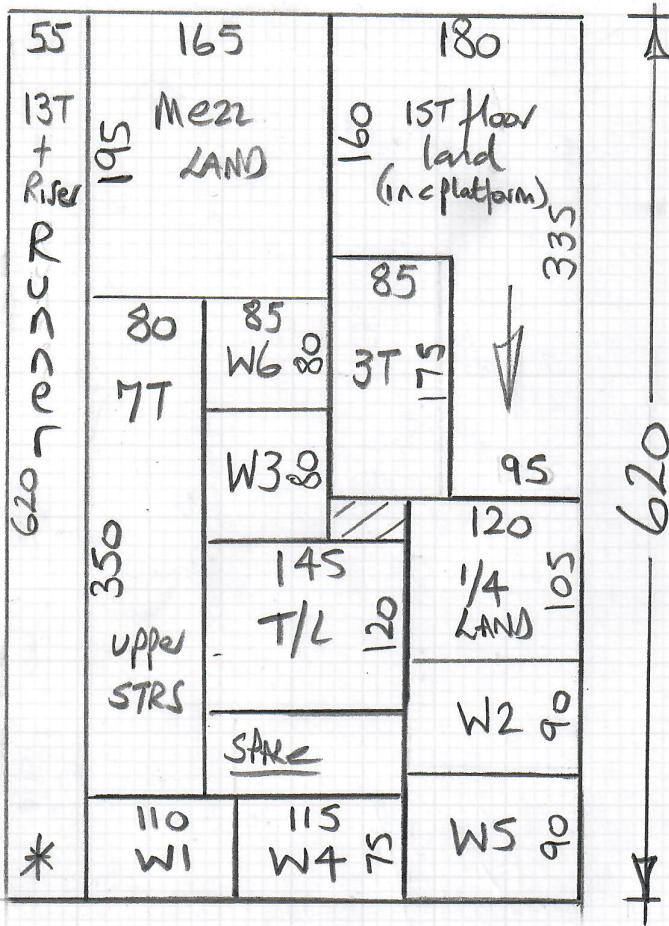 55
13T
+
Riser
Runner
620
*
165
195
Mezz
LAND
180
160
1ST floor
land
(inc platform)
335
95
80
7T
350
upper
STRS
85
W6 80
W3 80
85
3T
175
145
T/L
120
SPARE
120
1/4
LAND
105
W2 90
W5 90
110
W1
115
W4 75
620